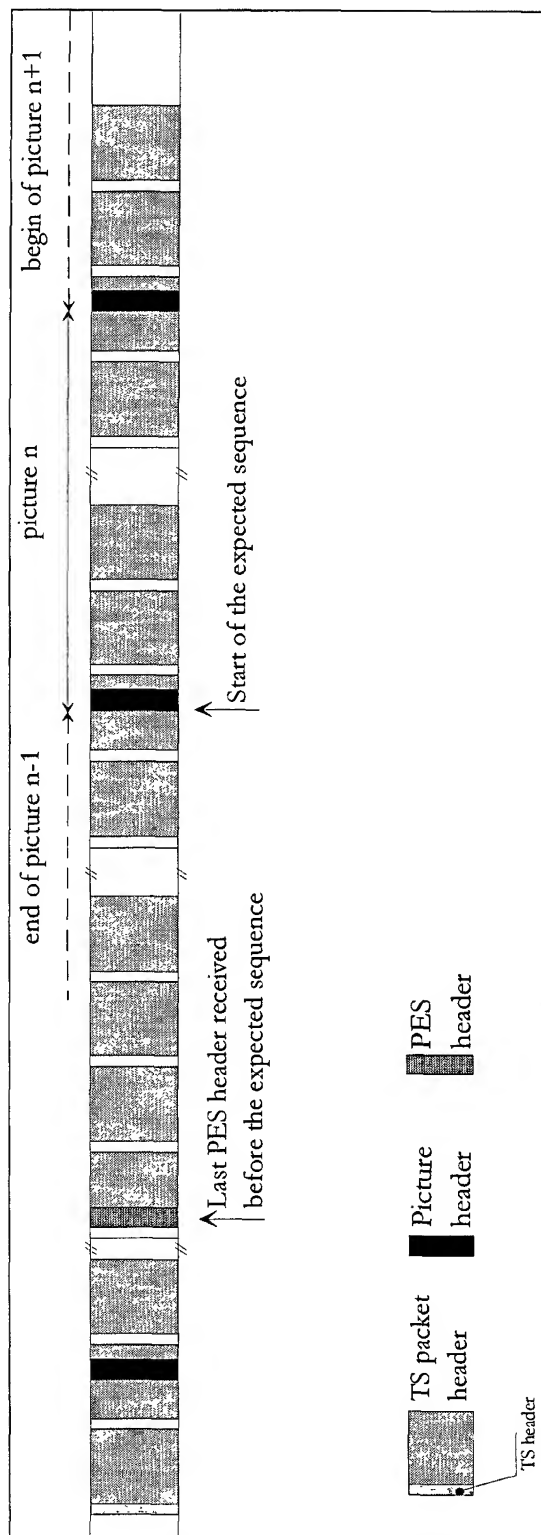 end of picture n-1
picture n
begin of picture n+1
Last PES header received
before the expected sequence
Start of the expected sequence
TS packet
header
Picture
header
PES
header
TS header